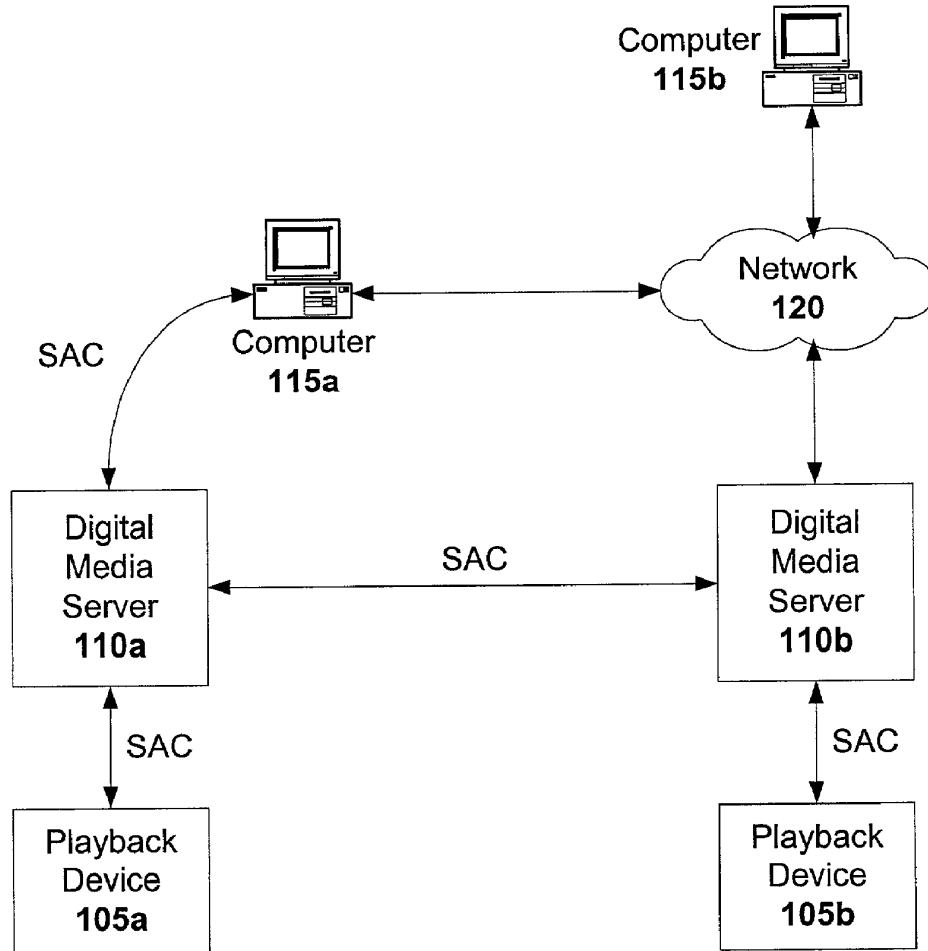 Computer
115b
Network
120
Computer
115a
SAC
Digital
Media
Server
110a
SAC
Digital
Media
Server
110b
SAC
SAC
Playback
Device
105a
Playback
Device
105b